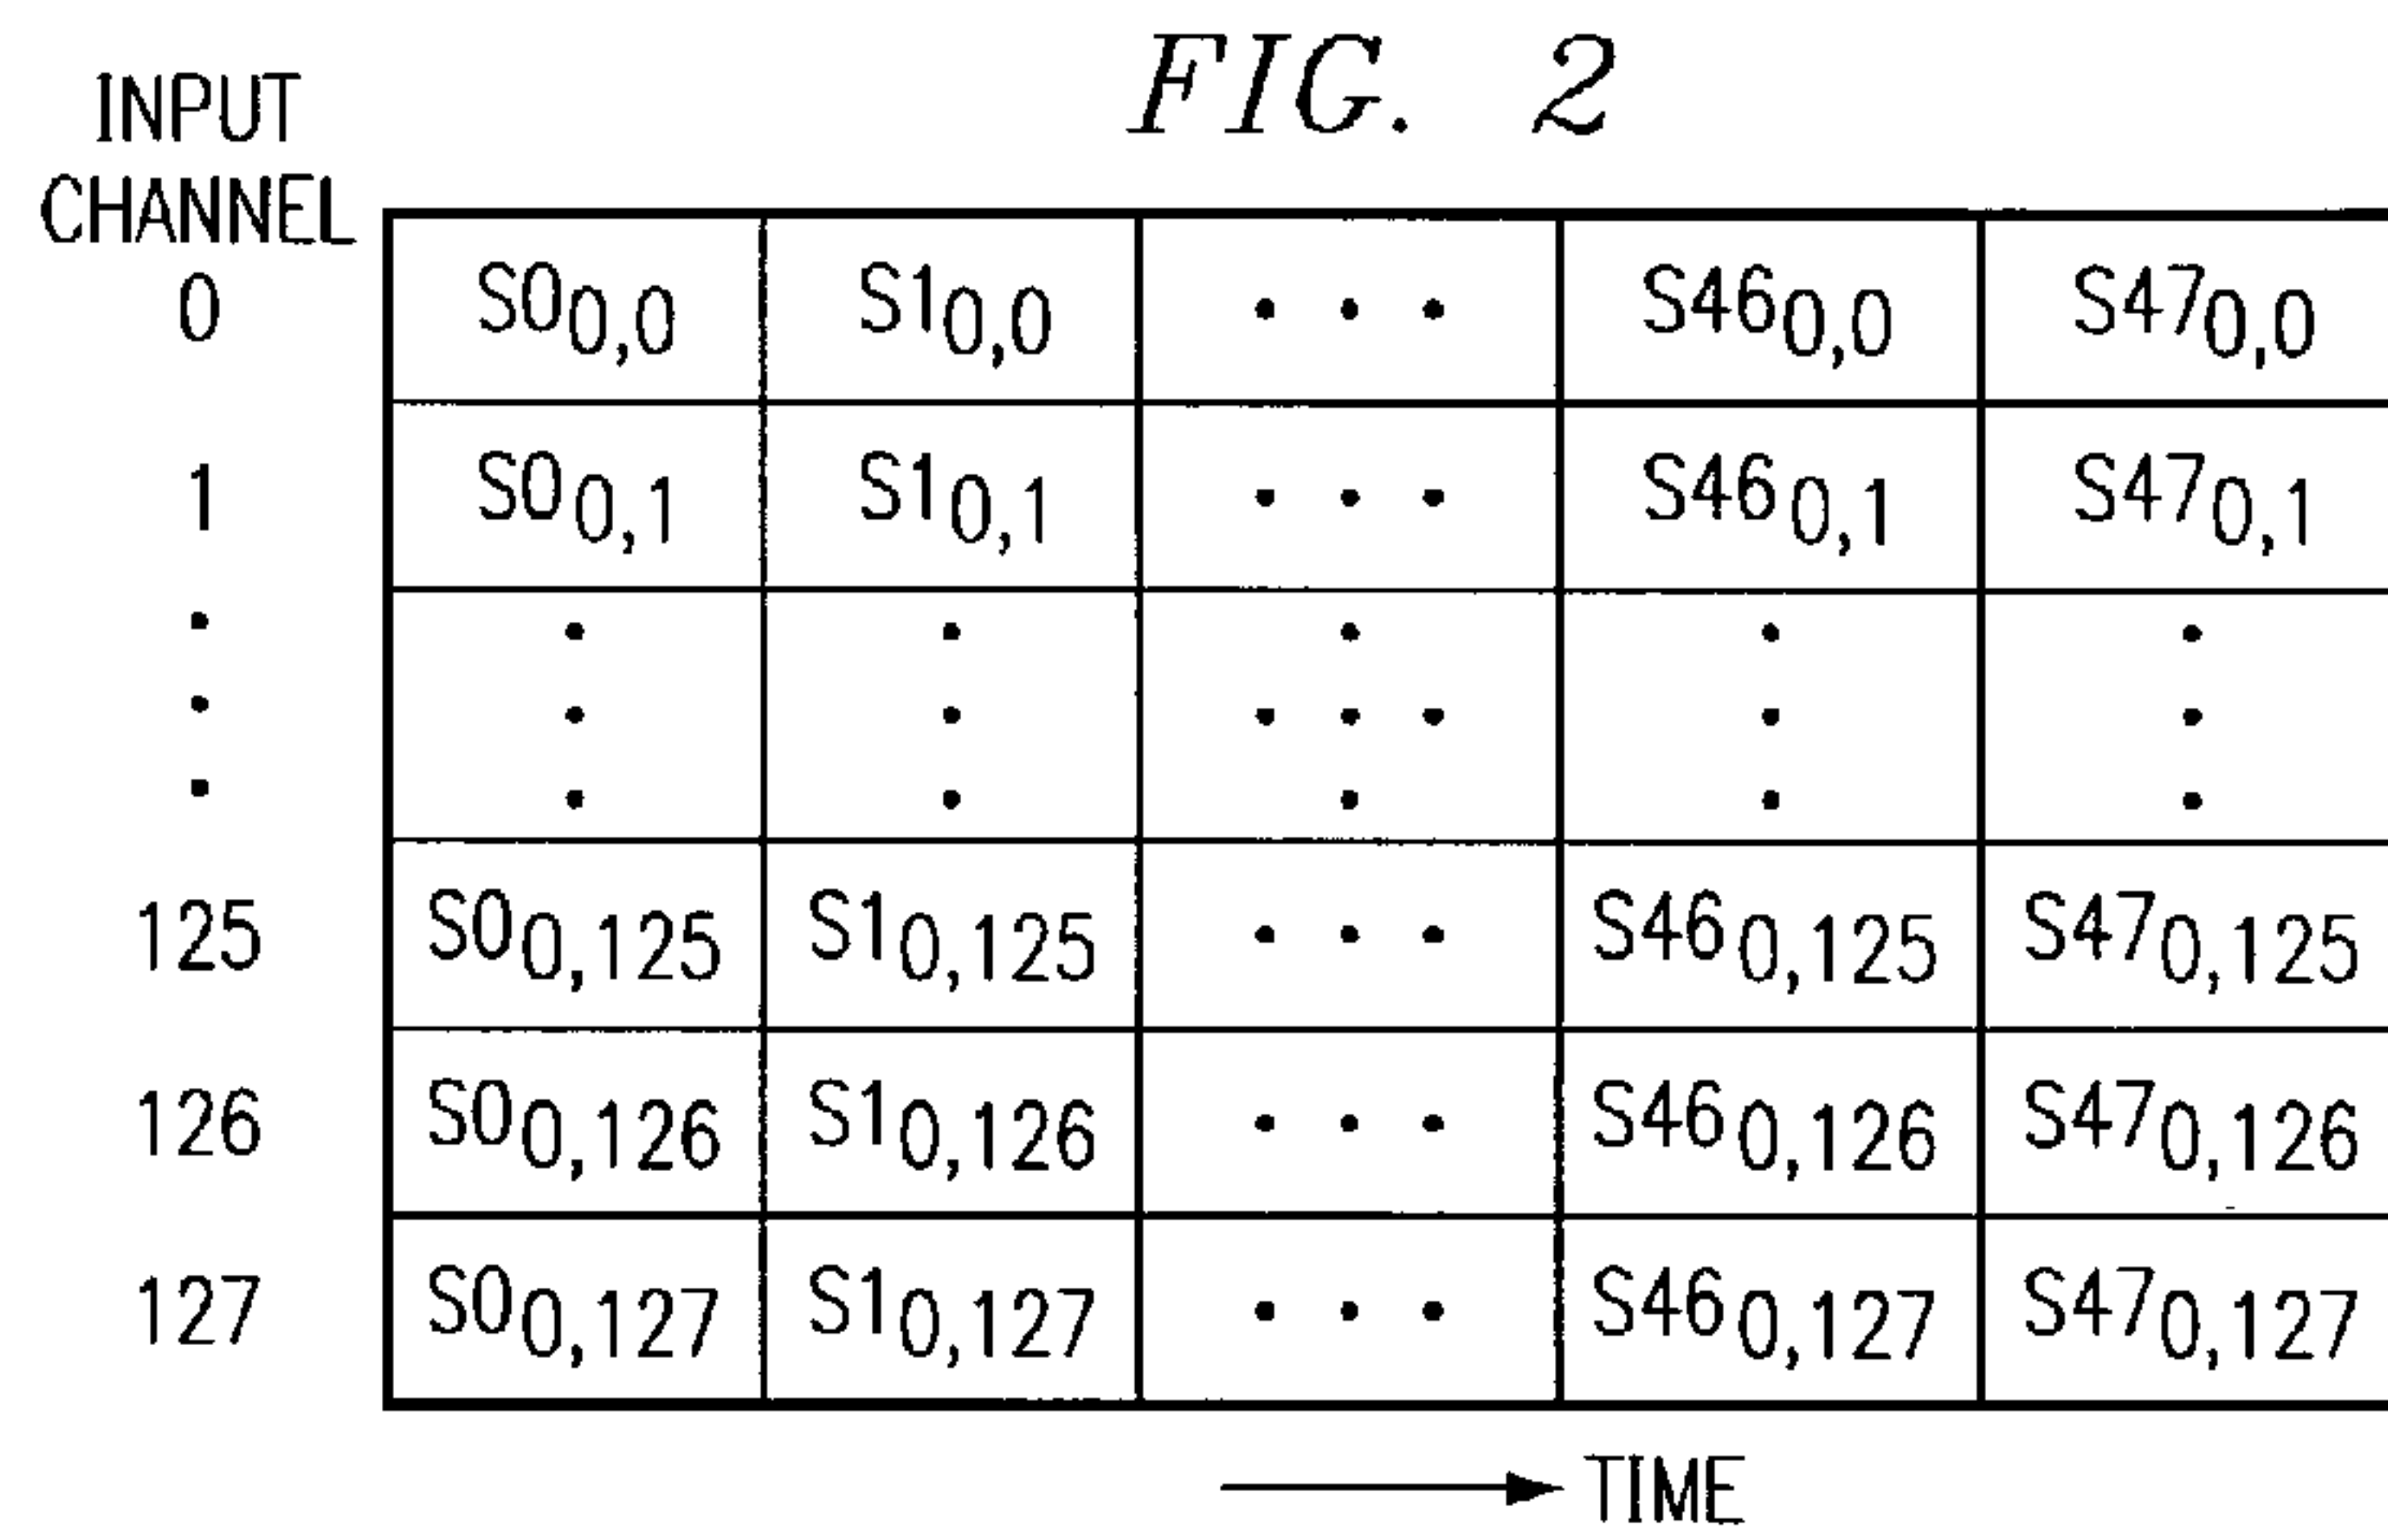 FIG. 2
INPUT
CHANNEL
0 S0₀,₀ S1₀,₀ . . . S46₀,₀ S47₀,₀
1 S0₀,₁ S1₀,₁ . . . S46₀,₁ S47₀,₁
125 S0₀,₁₂₅ S1₀,₁₂₅ . . . S46₀,₁₂₅ S47₀,₁₂₅
126 S0₀,₁₂₆ S1₀,₁₂₆ . . . S46₀,₁₂₆ S47₀,₁₂₆
127 S0₀,₁₂₇ S1₀,₁₂₇ . . . S46₀,₁₂₇ S47₀,₁₂₇
TIME